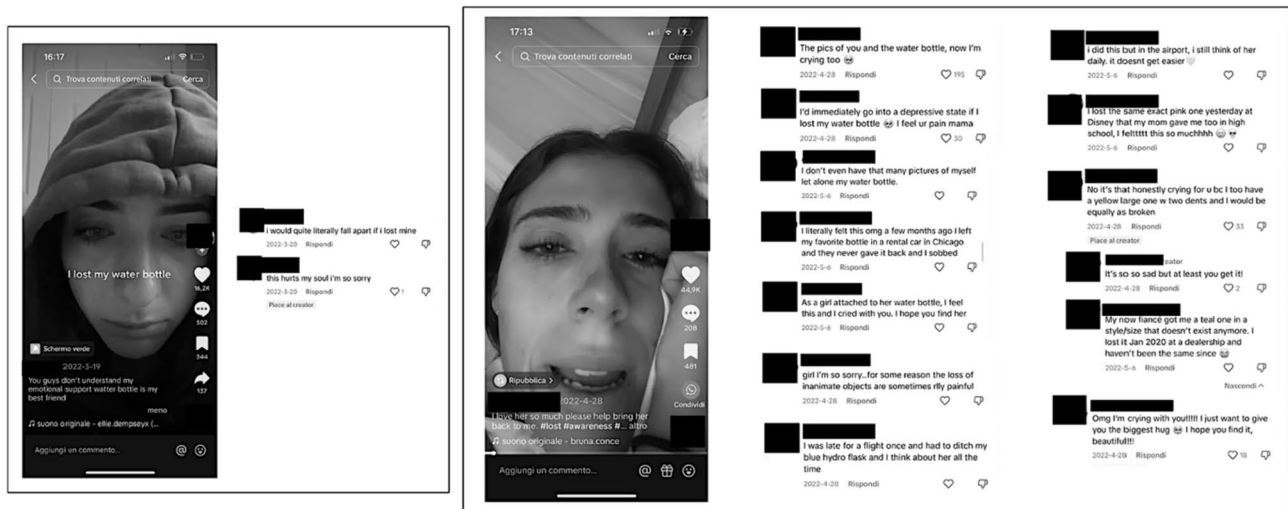 16:17
Trova contenuti correlati Cerca
I lost my water bottle
16,2K
502
344
137
Schermo verde
2022-3-19
You guys don't understand my
emotional support watter bottle is my
best friend
meno
suono originale - ellie.dempseyx (...
Aggiungi un commento...
i would quite literally fall apart if i lost mine
2022-3-20 Rispondi
this hurts my soul i'm so sorry
2022-3-20 Rispondi 1
Piace al creator
17:13
Trova contenuti correlati Cerca
44,9K
208
481
Condividi
Ripubblica >
2022-4-28
I love her so much please help bring her
back to me. #lost #awareness #... altro
suono originale - bruna.conce
Aggiungi un commento...
The pics of you and the water bottle, now I'm
crying too 🥹
2022-4-28 Rispondi 195
I'd immediately go into a depressive state if I
lost my water bottle 🥹 I feel ur pain mama
2022-4-28 Rispondi 30
I don't even have that many pictures of myself
let alone my water bottle.
2022-5-6 Rispondi
I literally felt this omg a few months ago I left
my favorite bottle in a rental car in Chicago
and they never gave it back and I sobbed
2022-5-6 Rispondi
As a girl attached to her water bottle, I feel
this and I cried with you. I hope you find her
2022-5-6 Rispondi
girl I'm so sorry...for some reason the loss of
inanimate objects are sometimes rlly painful
2022-4-28 Rispondi
I was late for a flight once and had to ditch my
blue hydro flask and I think about her all the
time
2022-4-28 Rispondi
i did this but in the airport, i still think of her
daily. it doesnt get easier🤍
2022-5-6 Rispondi
I lost the same exact pink one yesterday at
Disney that my mom gave me too in high
school, I feltttt this so muchhhh
2022-5-6 Rispondi
No it's that honestly crying for u bc I too have
a yellow large one w two dents and I would be
equally as broken
2022-4-28 Rispondi 33
Piace al creator
eator
It's so so sad but at least you get it!
2022-4-28 Rispondi 2
My now fiancé got me a teal one in a
style/size that doesn't exist anymore. I
lost it Jan 2020 at a dealership and
haven't been the same since
2022-5-6 Rispondi
Nascondi
Omg I'm crying with you!!!!! I just want to give
you the biggest hug 🥹 I hope you find it,
beautiful!!!
2022-4-28 Rispondi 18